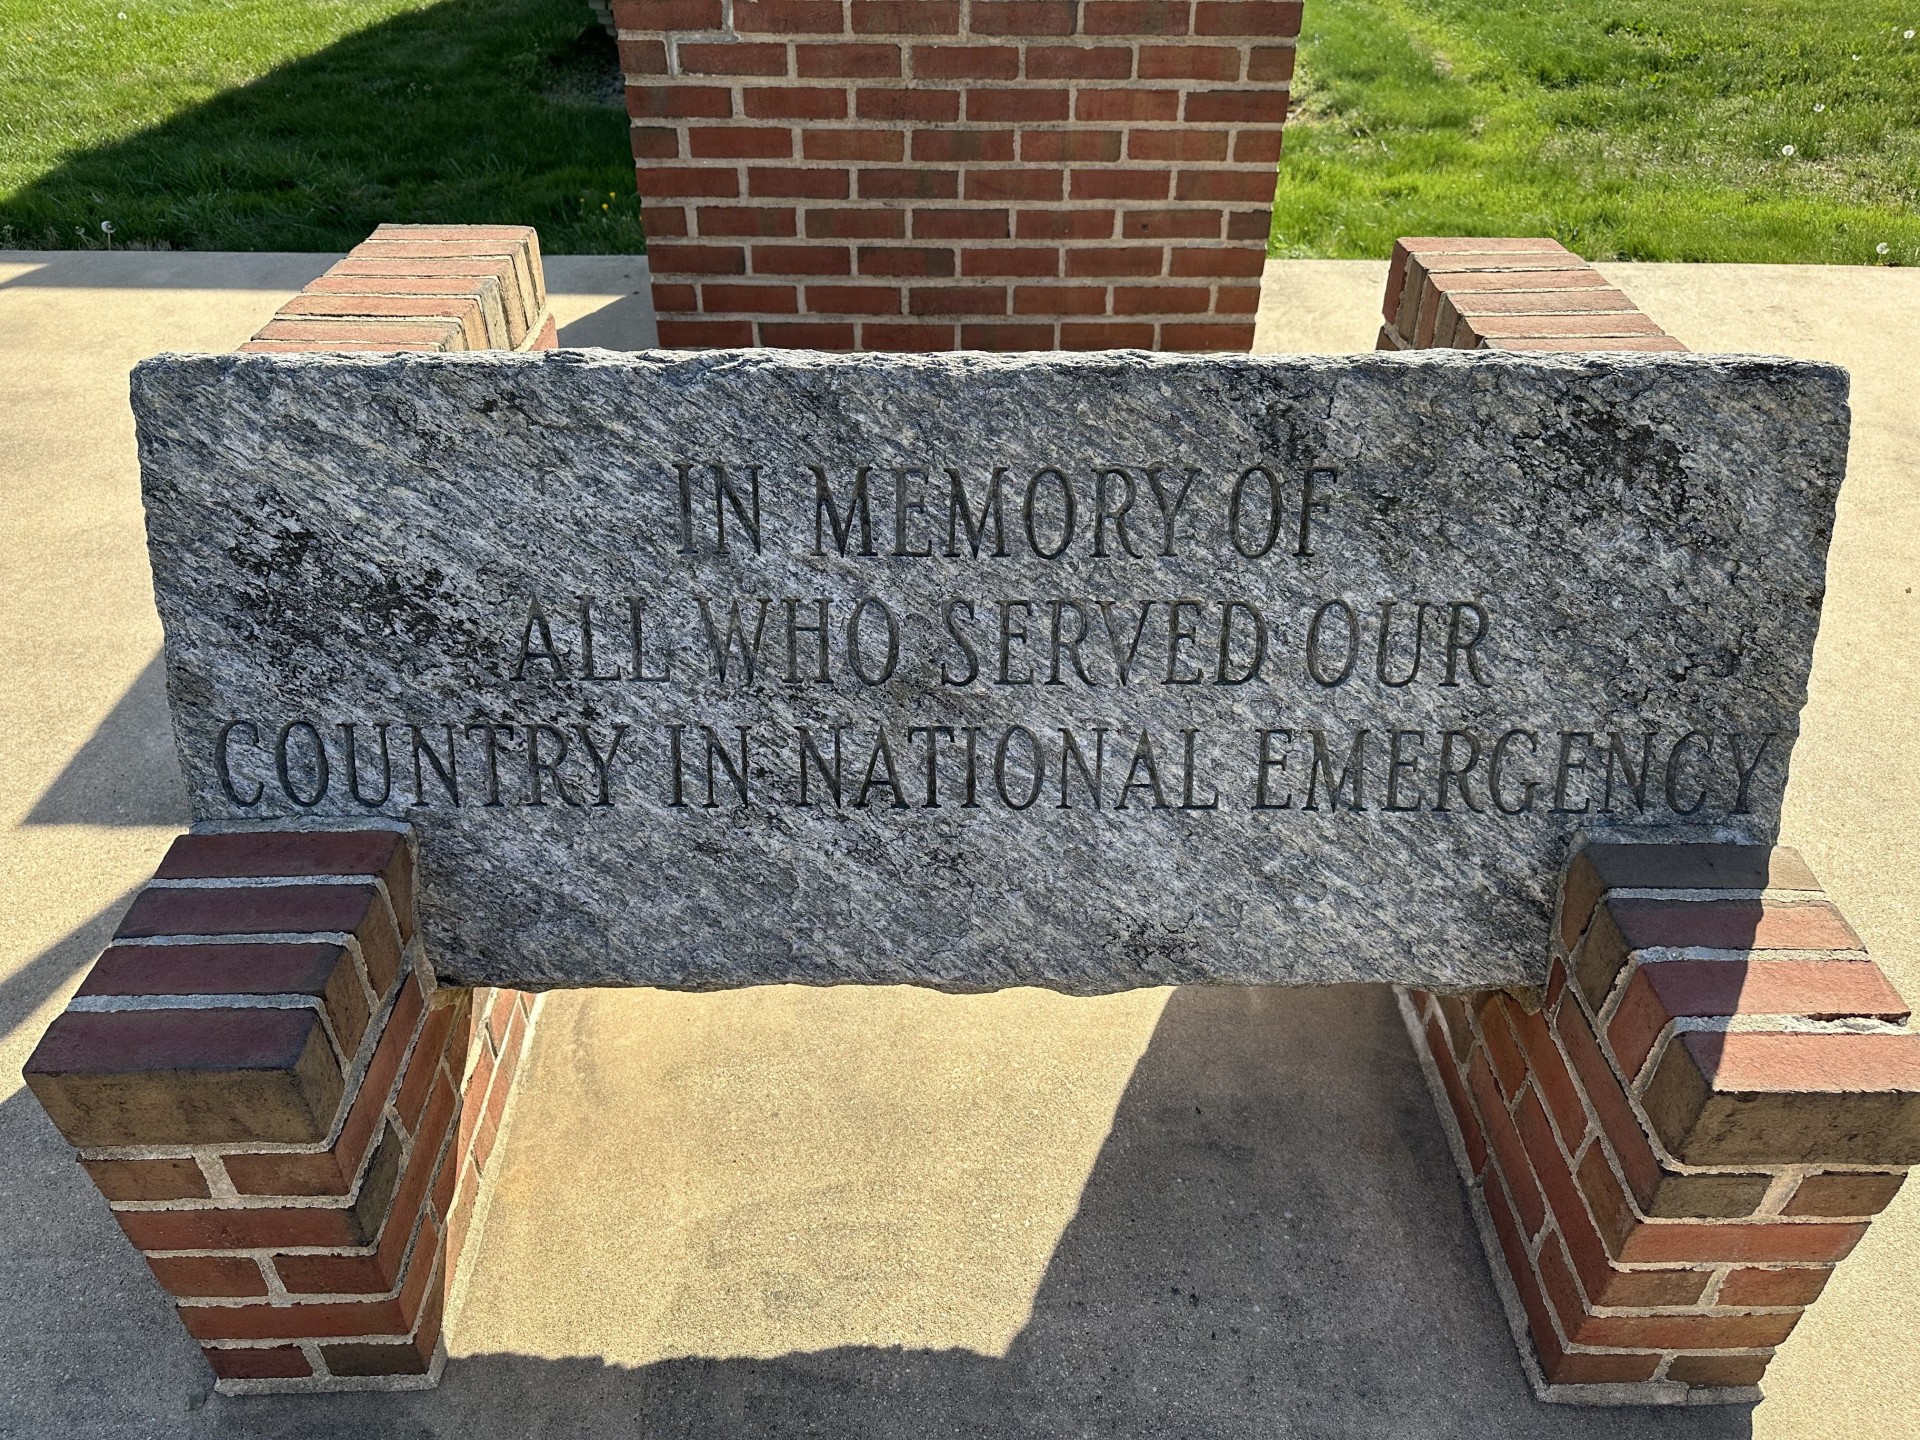 IN MEMORY OF
ALL WHO SERVED OUR
COUNTRY IN NATIONAL EMERGENCY